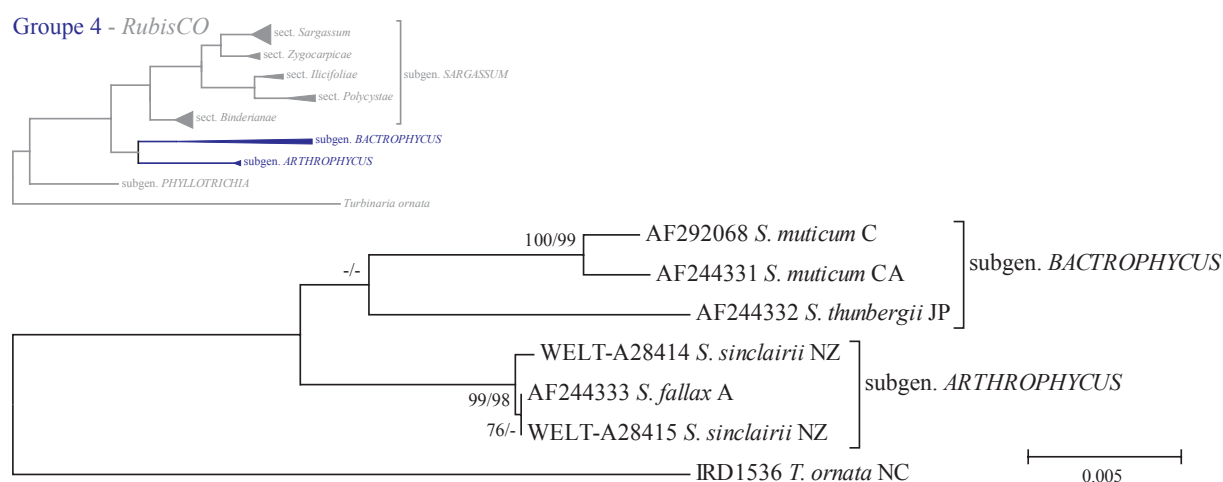 Groupe 4 - RubisCO
sect. Sargassum
sect. Zygocarpicae
sect. Ilicifoliae
subgen. SARGASSUM
sect. Polycystae
sect. Binderianae
subgen. BACTROPHYCUS
subgen. ARTHROPHYCUS
subgen. PHYLLOTRICHIA
Turbinaria ornata
100/99
AF292068 S. muticum C
-/-
AF244331 S. muticum CA
subgen. BACTROPHYCUS
AF244332 S. thunbergii JP
WELT-A28414 S. sinclairii NZ
99/98
AF244333 S. fallax A
subgen. ARTHROPHYCUS
76/-
WELT-A28415 S. sinclairii NZ
IRD1536 T. ornata NC
0.005